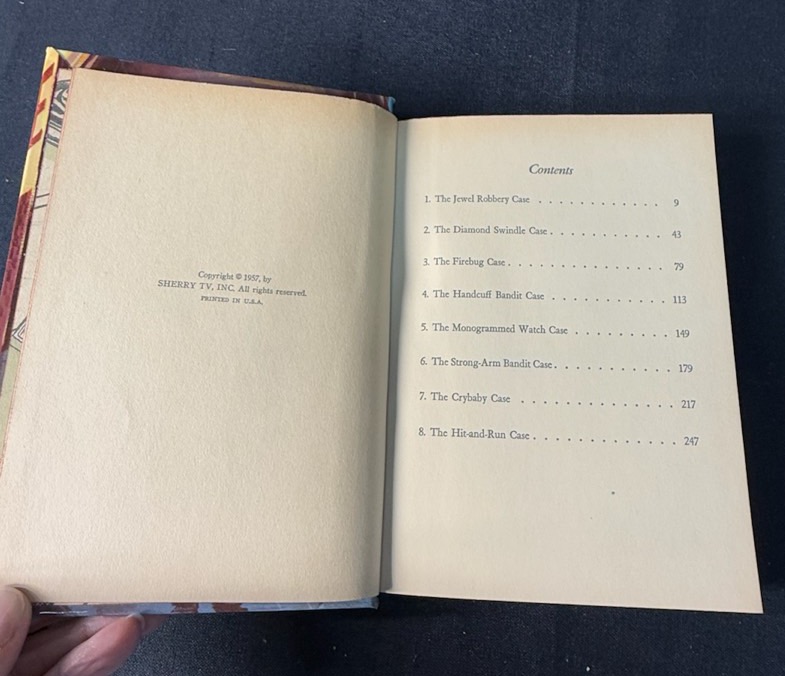 Copyright © 1957, by
SHERRY TV, INC. All rights reserved.
PRINTED IN U.S.A.
Contents
1. The Jewel Robbery Case . . . . . . . . . . . . 9
2. The Diamond Swindle Case . . . . . . . . . . . 43
3. The Firebug Case . . . . . . . . . . . . . . . 79
4. The Handcuff Bandit Case . . . . . . . . . . . 113
5. The Monogrammed Watch Case . . . . . . . . . 149
6. The Strong-Arm Bandit Case . . . . . . . . . . . 179
7. The Crybaby Case . . . . . . . . . . . . . . 217
8. The Hit-and-Run Case . . . . . . . . . . . . . 247